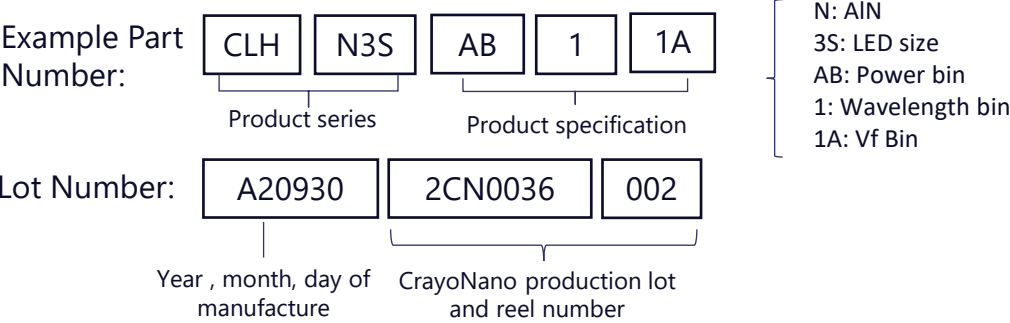 Example Part Number:
CLH N3S AB 1 1A
Product series
Product specification
N: AlN
3S: LED size
AB: Power bin
1: Wavelength bin
1A: Vf Bin
Lot Number:
A20930 2CN0036 002
Year , month, day of
manufacture
CrayoNano production lot
and reel number